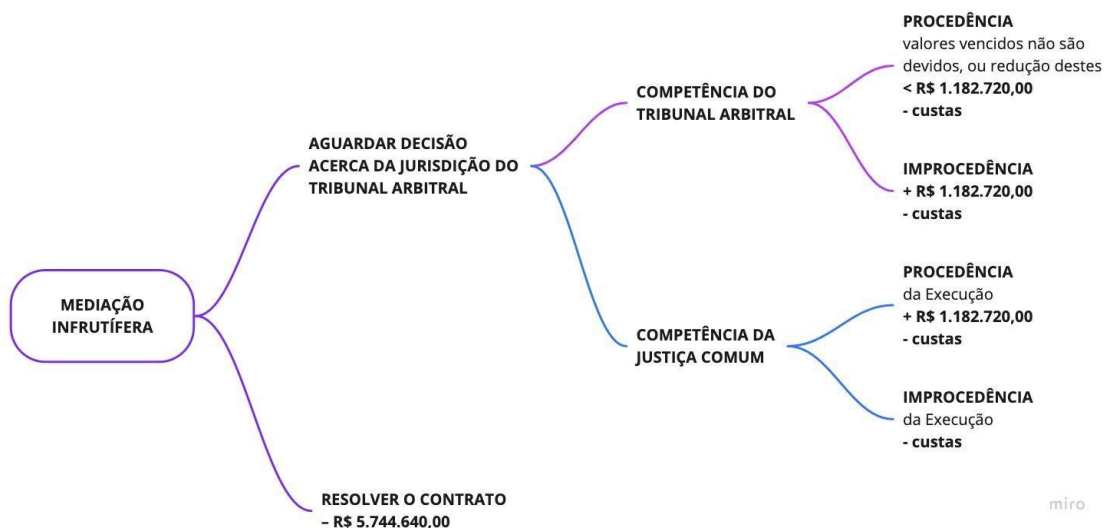 MEDIAÇÃO
INFRUTÍFERA
AGUARDAR DECISÃO
ACERCA DA JURISDIÇÃO DO
TRIBUNAL ARBITRAL
COMPETÊNCIA DO
TRIBUNAL ARBITRAL
PROCEDÊNCIA
valores vencidos não são
devidos, ou redução destes
< R$ 1.182.720,00
- custas
IMPROCEDÊNCIA
+ R$ 1.182.720,00
- custas
COMPETÊNCIA DA
JUSTIÇA COMUM
PROCEDÊNCIA
da Execução
+ R$ 1.182.720,00
- custas
IMPROCEDÊNCIA
da Execução
- custas
RESOLVER O CONTRATO
– R$ 5.744.640,00
miro